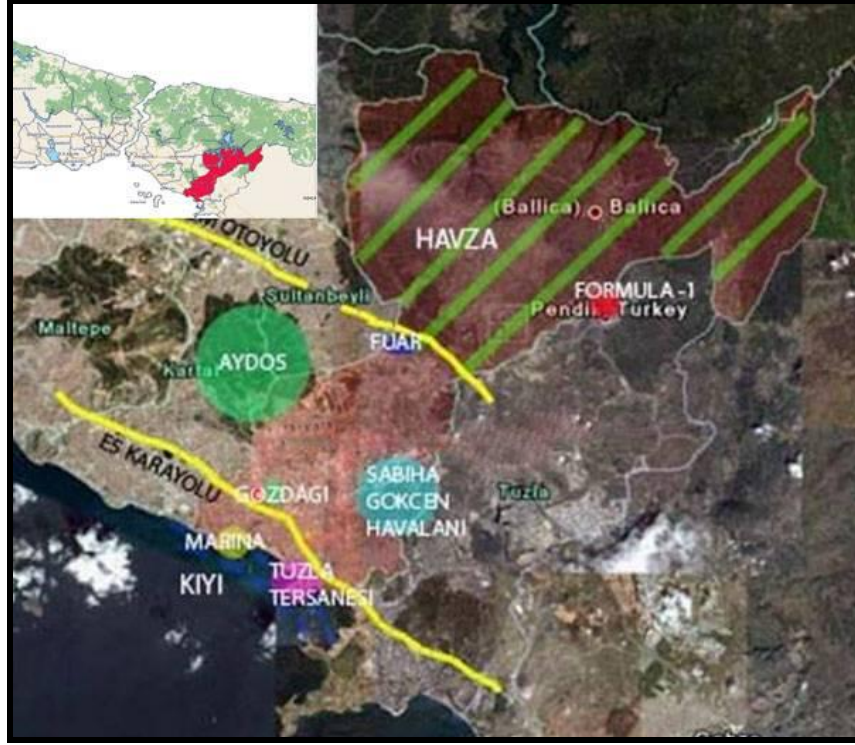 OTOYOLU
Sultanbeyli
Maltepe
Kartal
AYDOS
(Ballica)
Ballica
HAVZA
FORMULA -1
Pendik, Turkey
FUAR
E5 KARAYOLU
GOZDAGI
SABIHA
GOKCEN
HAVALANI
Tuzla
MARINA
KIYI
TUZLA
TERSANESI